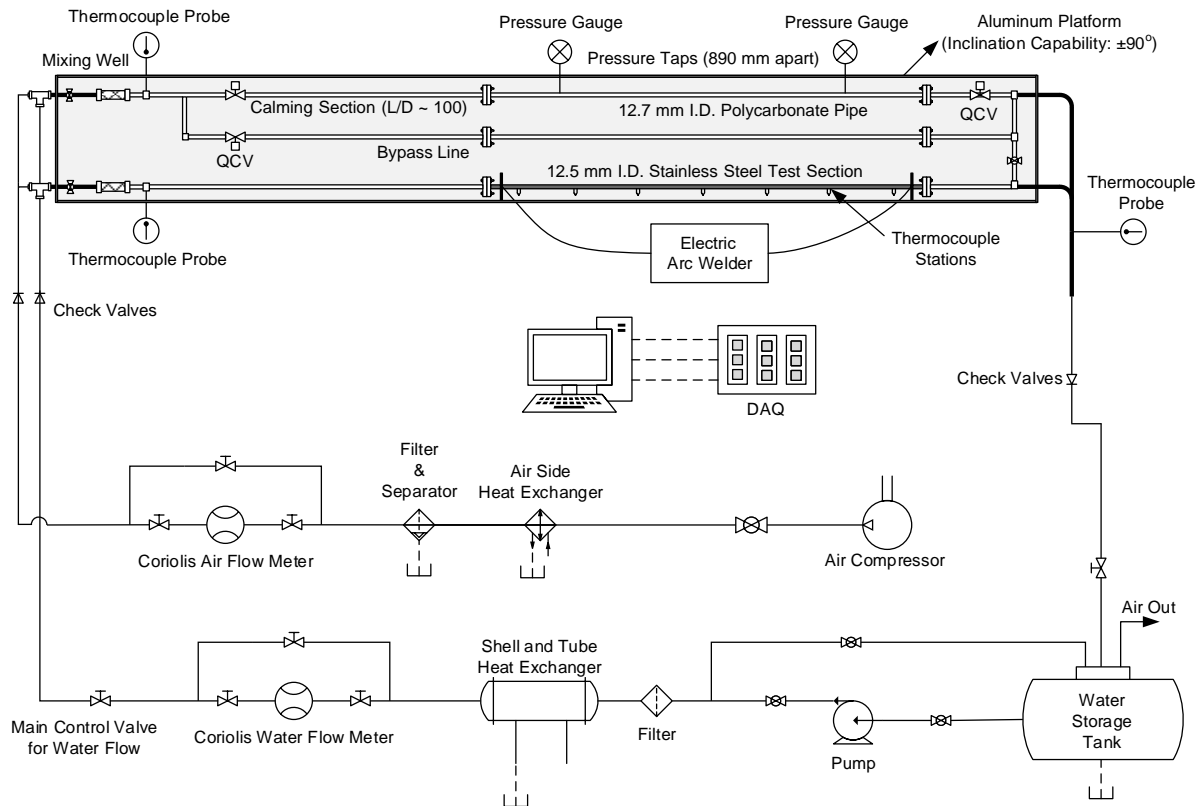 Thermocouple Probe
Pressure Gauge
Pressure Gauge
Aluminum Platform
(Inclination Capability: ±90°)
Mixing Well
Pressure Taps (890 mm apart)
Calming Section (L/D ~ 100)
12.7 mm I.D. Polycarbonate Pipe
QCV
QCV
Bypass Line
12.5 mm I.D. Stainless Steel Test Section
Thermocouple
Probe
Thermocouple Probe
Electric
Arc Welder
Thermocouple
Stations
Check Valves
Check Valves
DAQ
Filter
&
Separator
Air Side
Heat Exchanger
Coriolis Air Flow Meter
Air Compressor
Air Out
Shell and Tube
Heat Exchanger
Main Control Valve
for Water Flow
Coriolis Water Flow Meter
Filter
Pump
Water
Storage
Tank